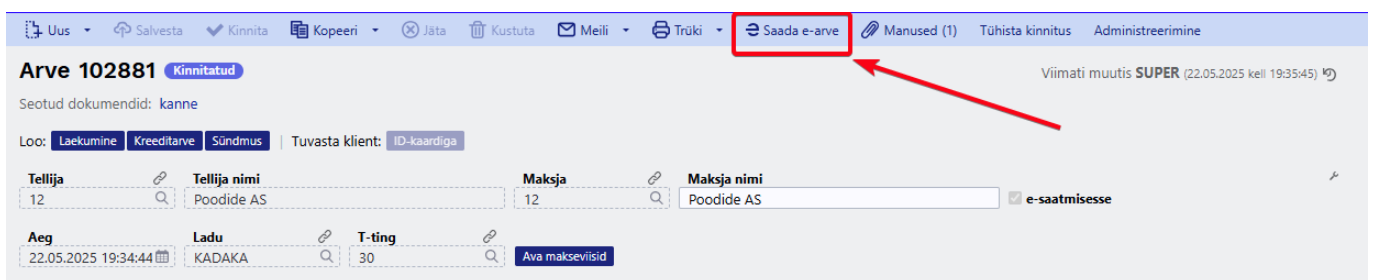 Uus Salvesta Kinnita Kopeeri Jäta Kustuta Meili Trüki Saada e-arve Manused (1) Tühista kinnitus Administreerimine
Arve 102881 Kinnitatud Viimati muutis SUPER (22.05.2025 kell 19:35:45)
Seotud dokumendid: kanne
Loo: Laekumine Kreeditarve Sündmus | Tuvasta klient: ID-kaardiga
Tellija Tellija nimi Maksja Maksja nimi
12 Poodide AS 12 Poodide AS e-saatmisesse
Aeg Ladu T-ting
22.05.2025 19:34:44 KADAKA 30 Ava makseviisid